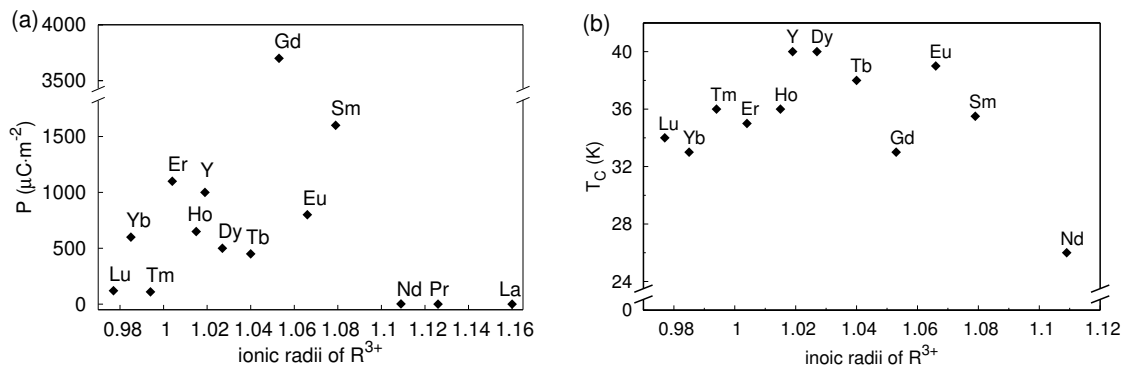 (a)
4000
Gd
3500
Sm
1500
P (μC·m⁻²)
Er
Y
1000
Yb
Ho
Eu
Dy
Tb
500
Lu
Tm
Nd
Pr
La
0
0.98 1 1.02 1.04 1.06 1.08 1.1 1.12 1.14 1.16
ionic radii of R³⁺
(b)
Y
Dy
40
Eu
Tb
Tm
Ho
Sm
36
Er
Lu
Yb
Gd
T_C (K)
32
28
Nd
24
0
0.98 1 1.02 1.04 1.06 1.08 1.1 1.12
inoic radii of R³⁺